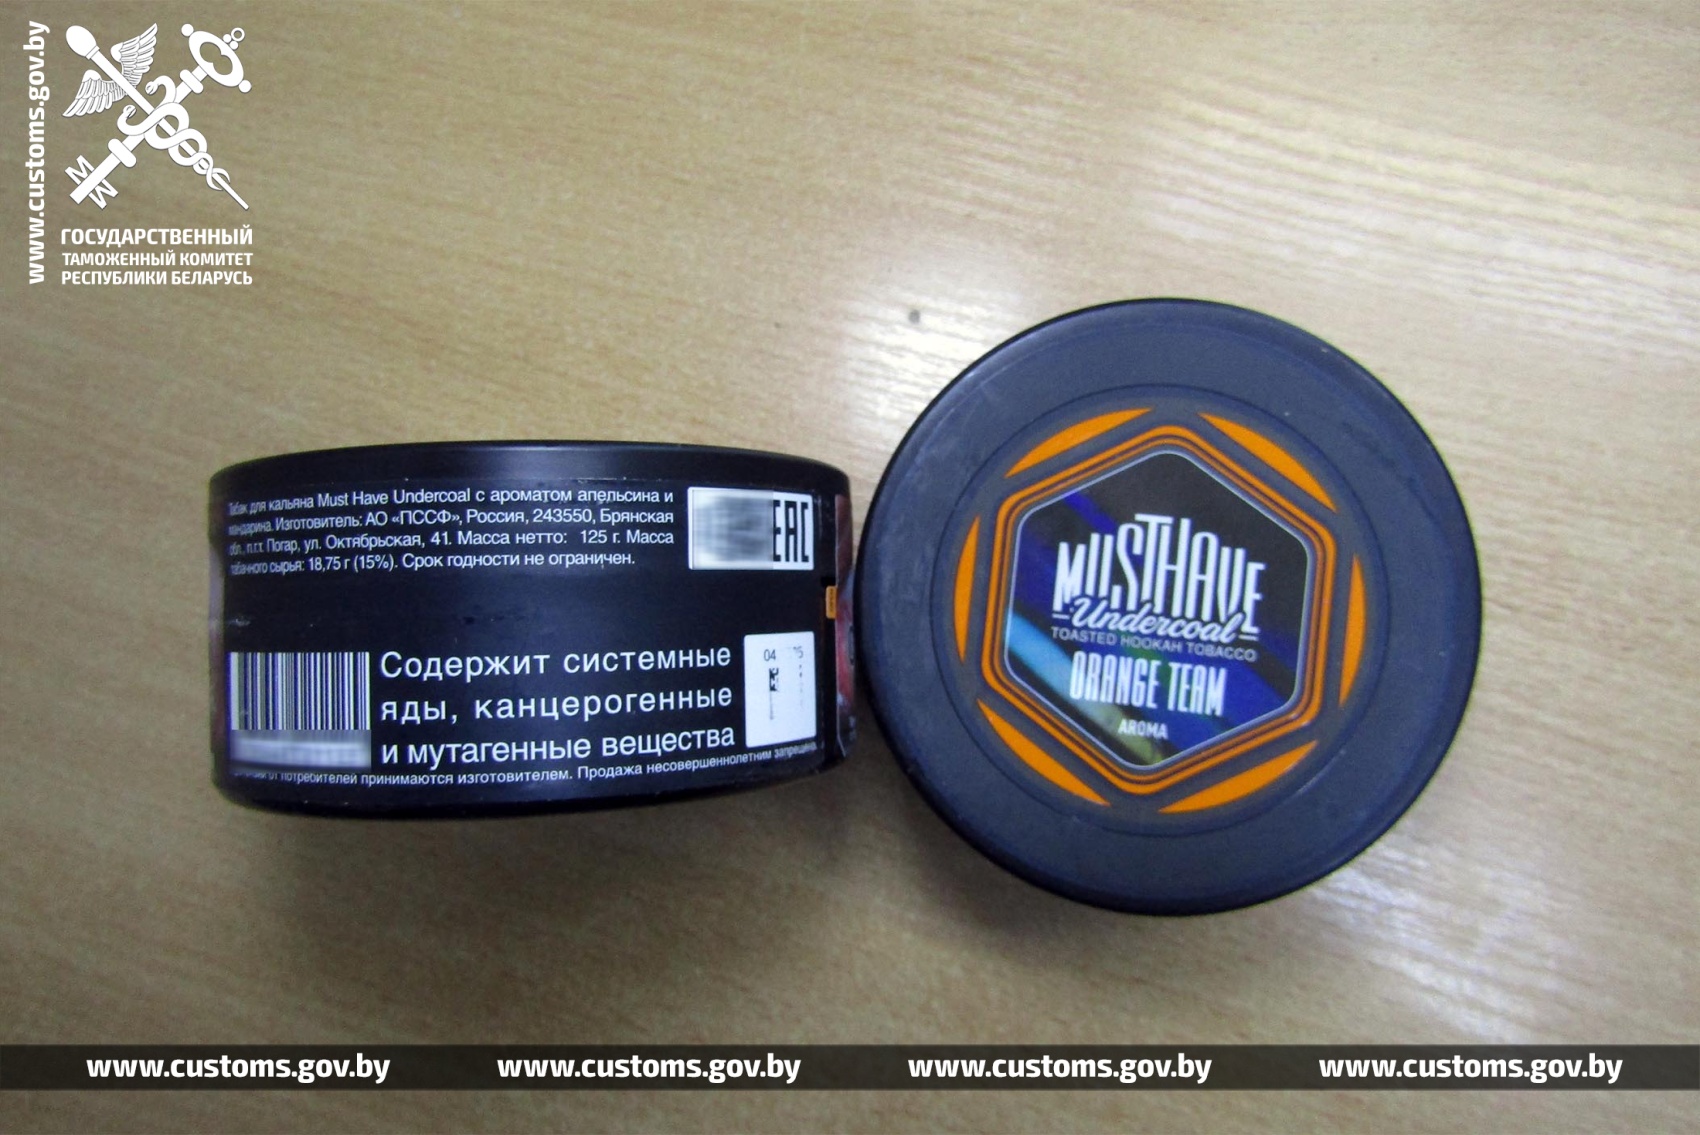 www.customs.gov.by
ГОСУДАРСТВЕННЫЙ
ТАМОЖЕННЫЙ КОМИТЕТ
РЕСПУБЛИКИ БЕЛАРУСЬ
Табак для кальяна Must Have Undercoal с ароматом апельсина и
мандарина. Изготовитель: АО «ПССФ», Россия, 243550, Брянская
обл., п.г.т. Погар, ул. Октябрьская, 41. Масса нетто: 125 г. Масса
табачного сырья: 18,75 г (15%). Срок годности не ограничен.
EAC
Содержит системные
яды, канцерогенные
и мутагенные вещества
04
от потребителей принимаются изготовителем. Продажа несовершеннолетним запрещена
MUSTHAVE
Undercoal
TOASTED HOOKAH TOBACCO
ORANGE TEAM
AROMA
www.customs.gov.by www.customs.gov.by www.customs.gov.by www.customs.gov.by